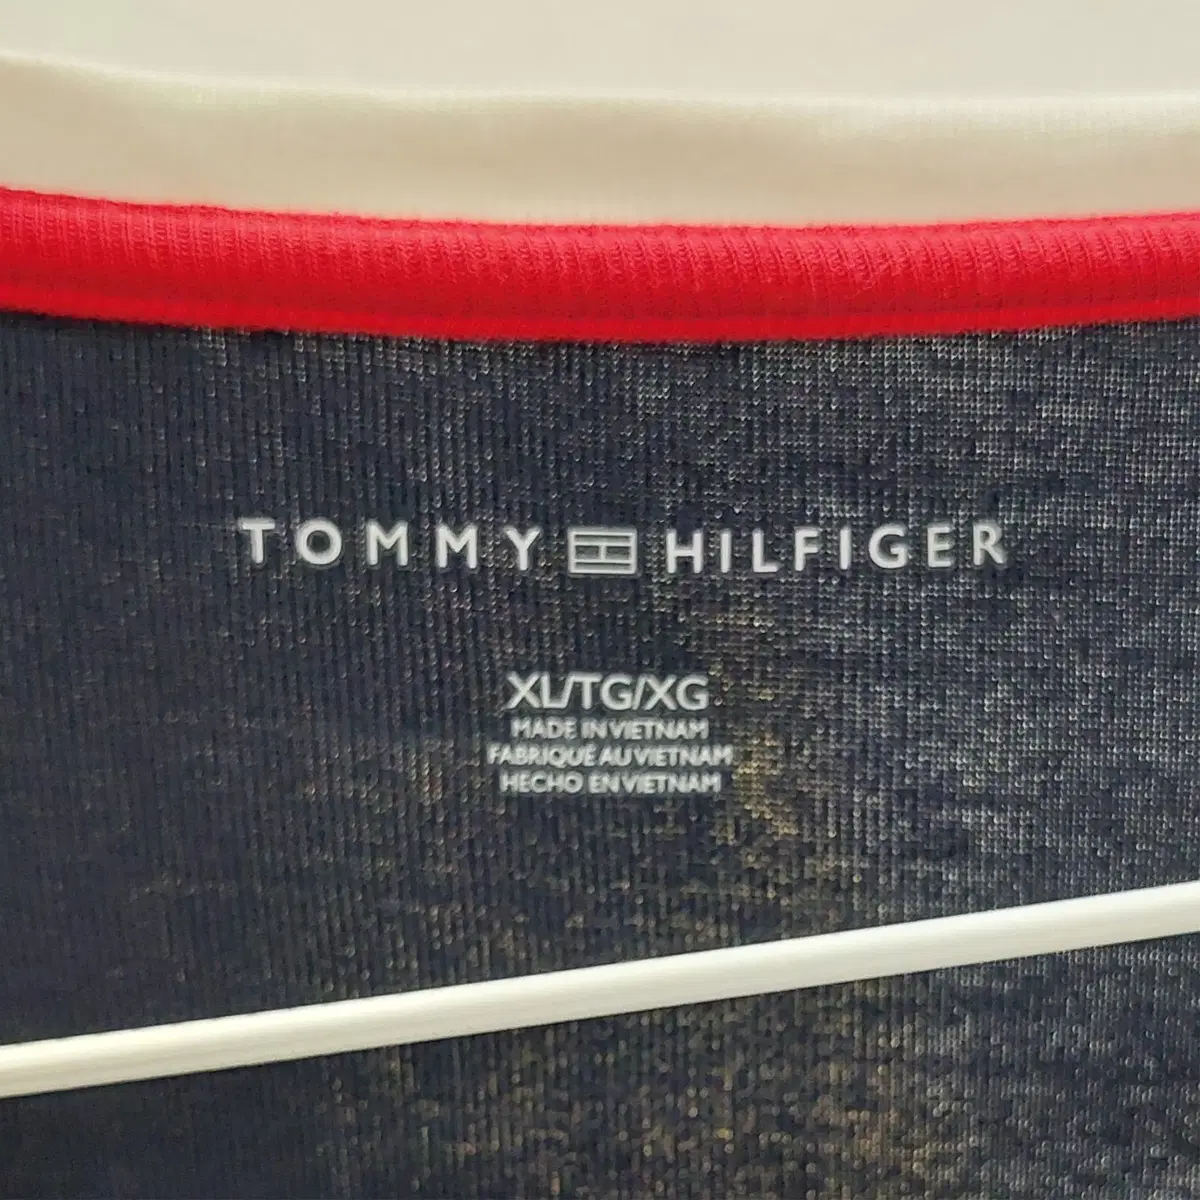 TOMMY HILFIGER
XL/TG/XG
MADE IN VIETNAM
FABRIQUÉ AU VIETNAM
HECHO EN VIETNAM